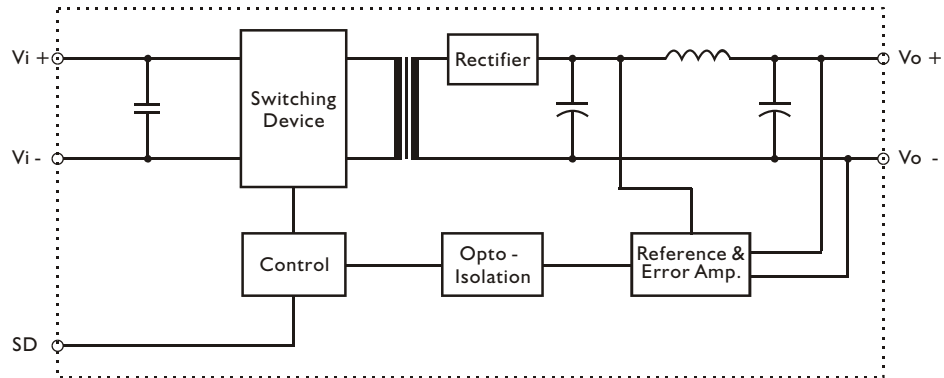 Vi +
Rectifier
Vo +
Switching
Device
Vi -
Vo -
Control
Opto -
Isolation
Reference &
Error Amp.
SD